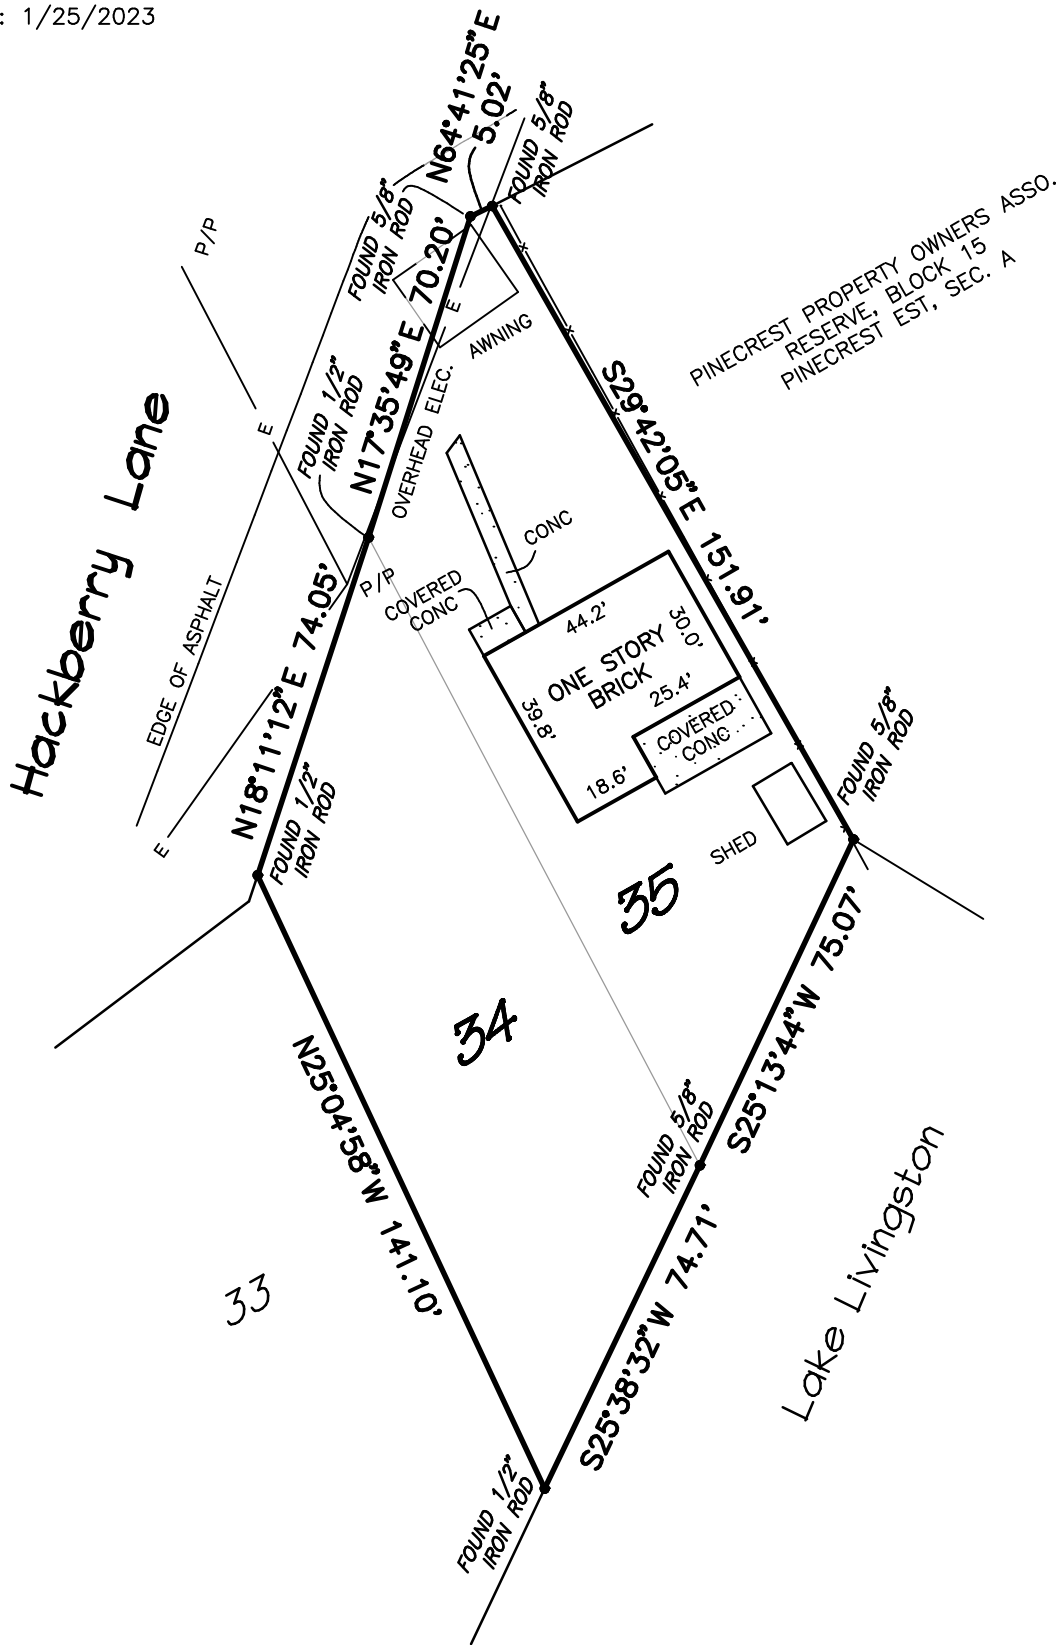 : 1/25/2023
N64°41'25"E
5.02'
FOUND 5/8"
IRON ROD
FOUND 5/8"
IRON ROD
P/P
N17°35'49"E 70.20'
E
AWNING
PINECREST PROPERTY OWNERS ASSO.
RESERVE, BLOCK 15
PINECREST EST, SEC. A
FOUND 1/2"
IRON ROD
E
OVERHEAD ELEC.
S29°42'05"E 151.91'
Hackberry Lane
CONC
P/P
COVERED
CONC
EDGE OF ASPHALT
44.2'
30.0'
ONE STORY
BRICK
39.8'
25.4'
COVERED
CONC
18.6'
N18°11'12"E 74.05'
E
FOUND 1/2"
IRON ROD
FOUND 5/8"
IRON ROD
SHED
35
S25°13'44"W 75.07'
34
N25°04'58"W 141.10'
FOUND 5/8"
IRON ROD
33
S25°38'32"W 74.71'
Lake Livingston
FOUND 1/2"
IRON ROD